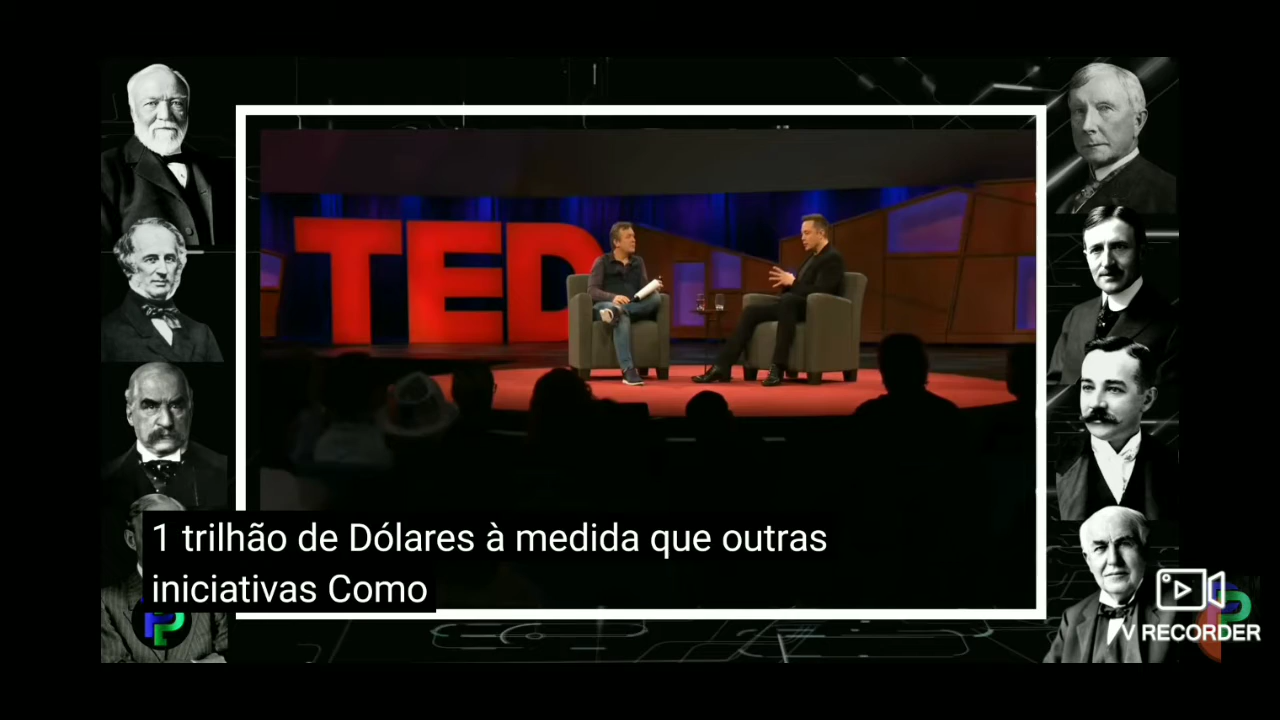 TED
1 trilhão de Dólares à medida que outras
iniciativas Como
V RECORDER